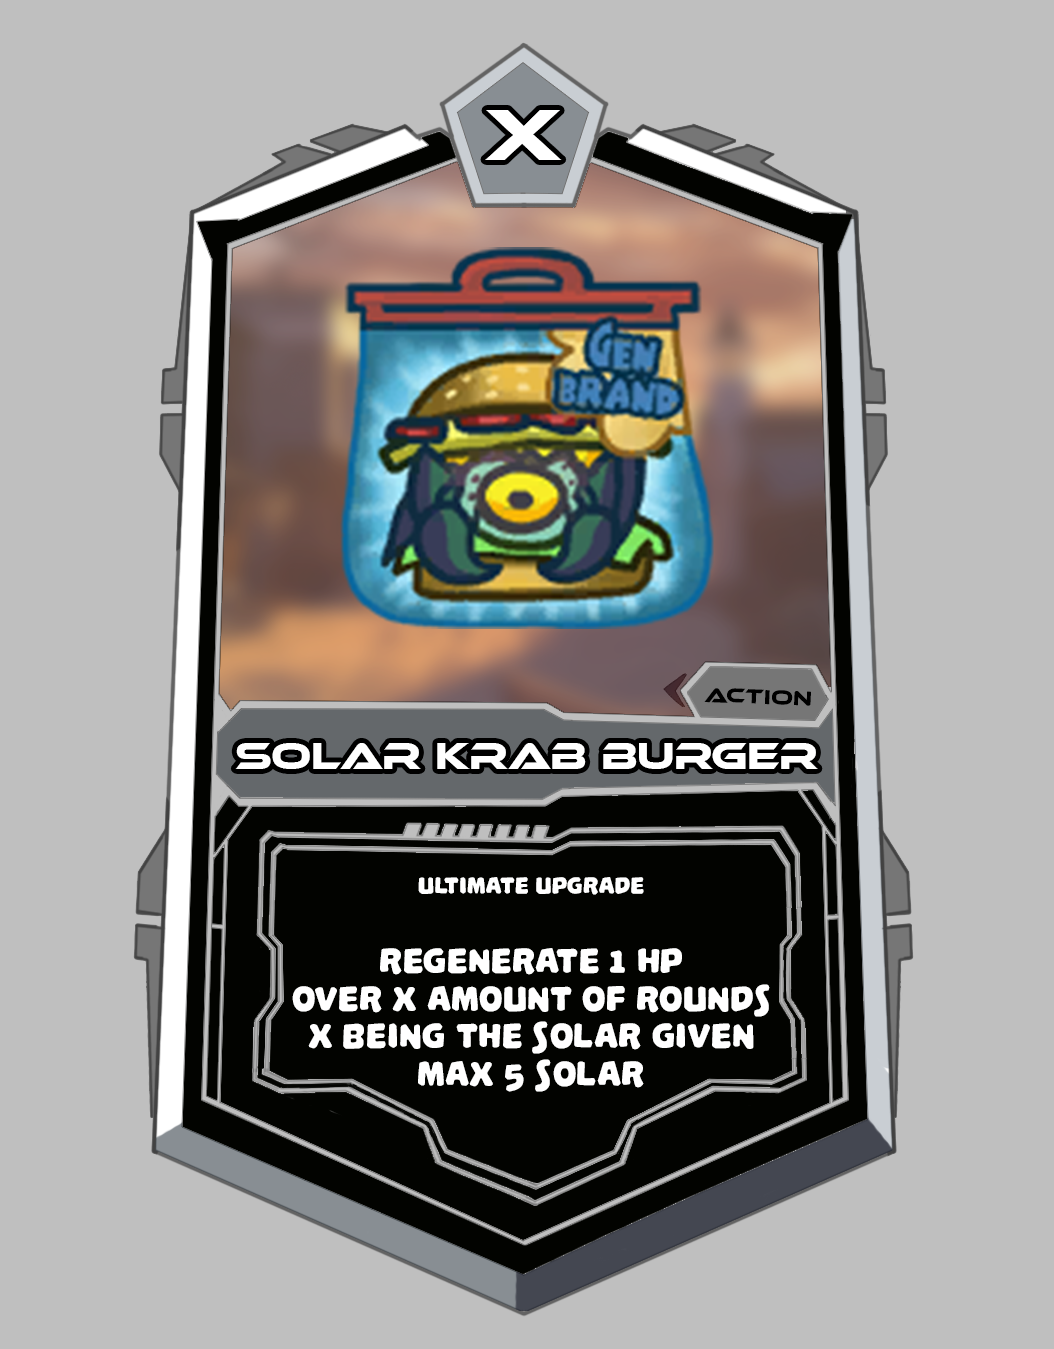 X
GEN
BRAND
ACTION
SOLAR KRAB BURGER
ULTIMATE UPGRADE
REGENERATE 1 HP
OVER X AMOUNT OF ROUNDS
X BEING THE SOLAR GIVEN
MAX 5 SOLAR